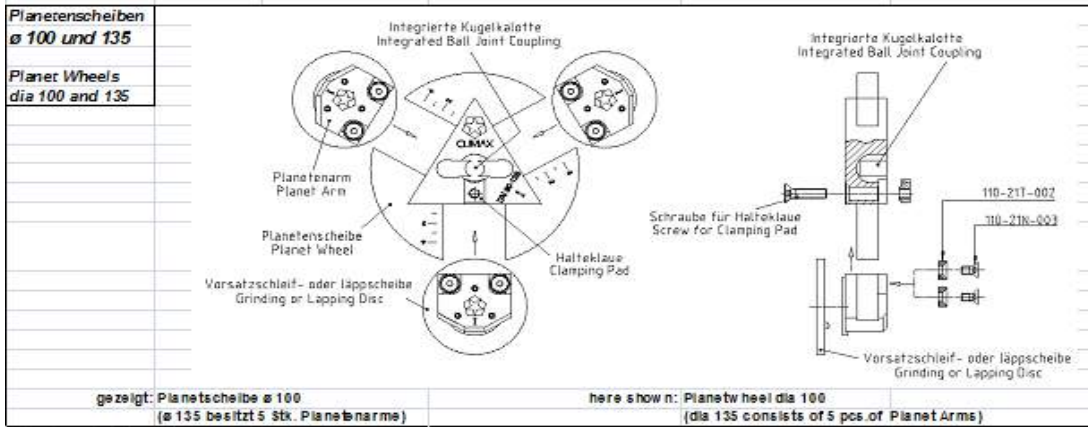 Planetenscheiben
ø 100 und 135
Planet Wheels
dia 100 and 135
Integrierte Kugelkalotte
Integrated Ball Joint Coupling
CLIMAX
Planetenarm
Planet Arm
Planetenscheibe
Planet Wheel
Halteklaue
Clamping Pad
Vorsatzschleif- oder läppscheibe
Grinding or Lapping Disc
Integrierte Kugelkalotte
Integrated Ball Joint Coupling
Schraube für Halteklaue
Screw for Clamping Pad
110-21T-002
110-21N-003
Vorsatzschleif- oder läppscheibe
Grinding or Lapping Disc
gezeigt: Planetscheibe ø 100
(ø 135 besitzt 5 Stk. Planetenarme)
here shown: Planetwheel dia 100
(dia 135 consists of 5 pcs.of Planet Arms)